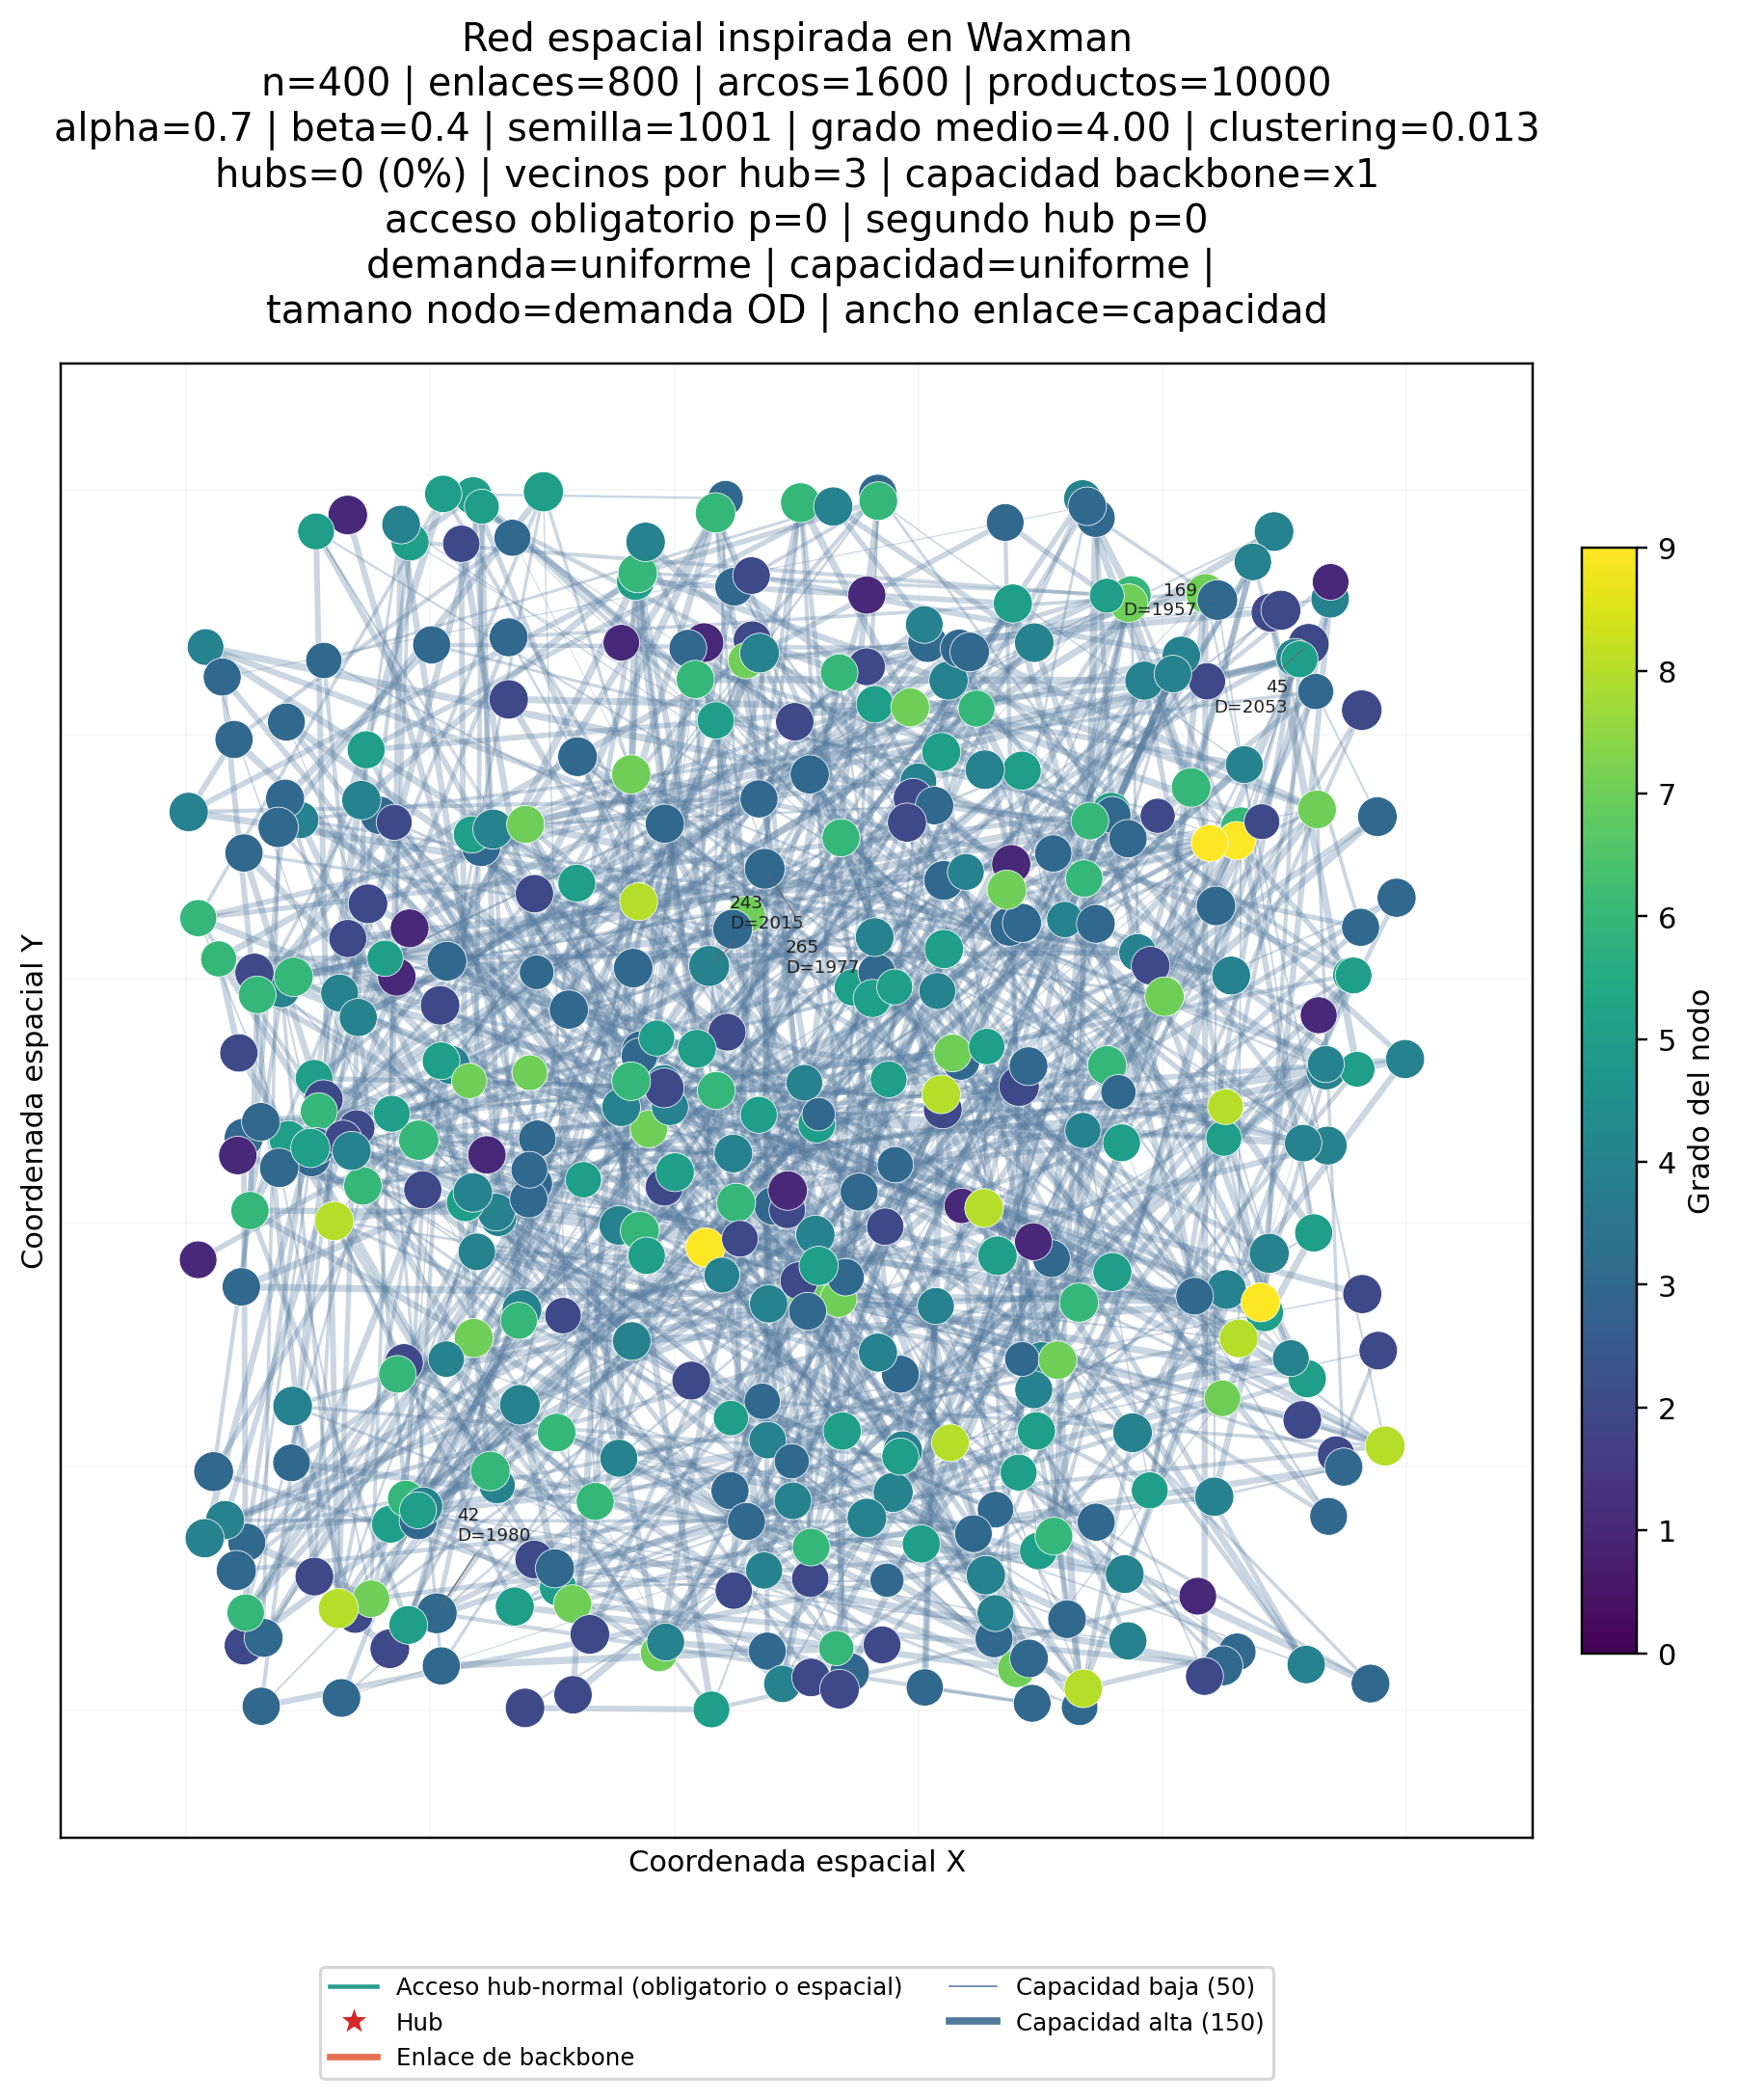 Red espacial inspirada en Waxman
n=400 | enlaces=800 | arcos=1600 | productos=10000
alpha=0.7 | beta=0.4 | semilla=1001 | grado medio=4.00 | clustering=0.013
hubs=0 (0%) | vecinos por hub=3 | capacidad backbone=x1
acceso obligatorio p=0 | segundo hub p=0
demanda=uniforme | capacidad=uniforme |
tamano nodo=demanda OD | ancho enlace=capacidad
169
D=1957
45
D=2053
243
D=2015
265
D=1977
42
D=1980
Coordenada espacial Y
Coordenada espacial X
9
8
7
6
5
4
3
2
1
0
Grado del nodo
Acceso hub-normal (obligatorio o espacial)
Hub
Enlace de backbone
Capacidad baja (50)
Capacidad alta (150)